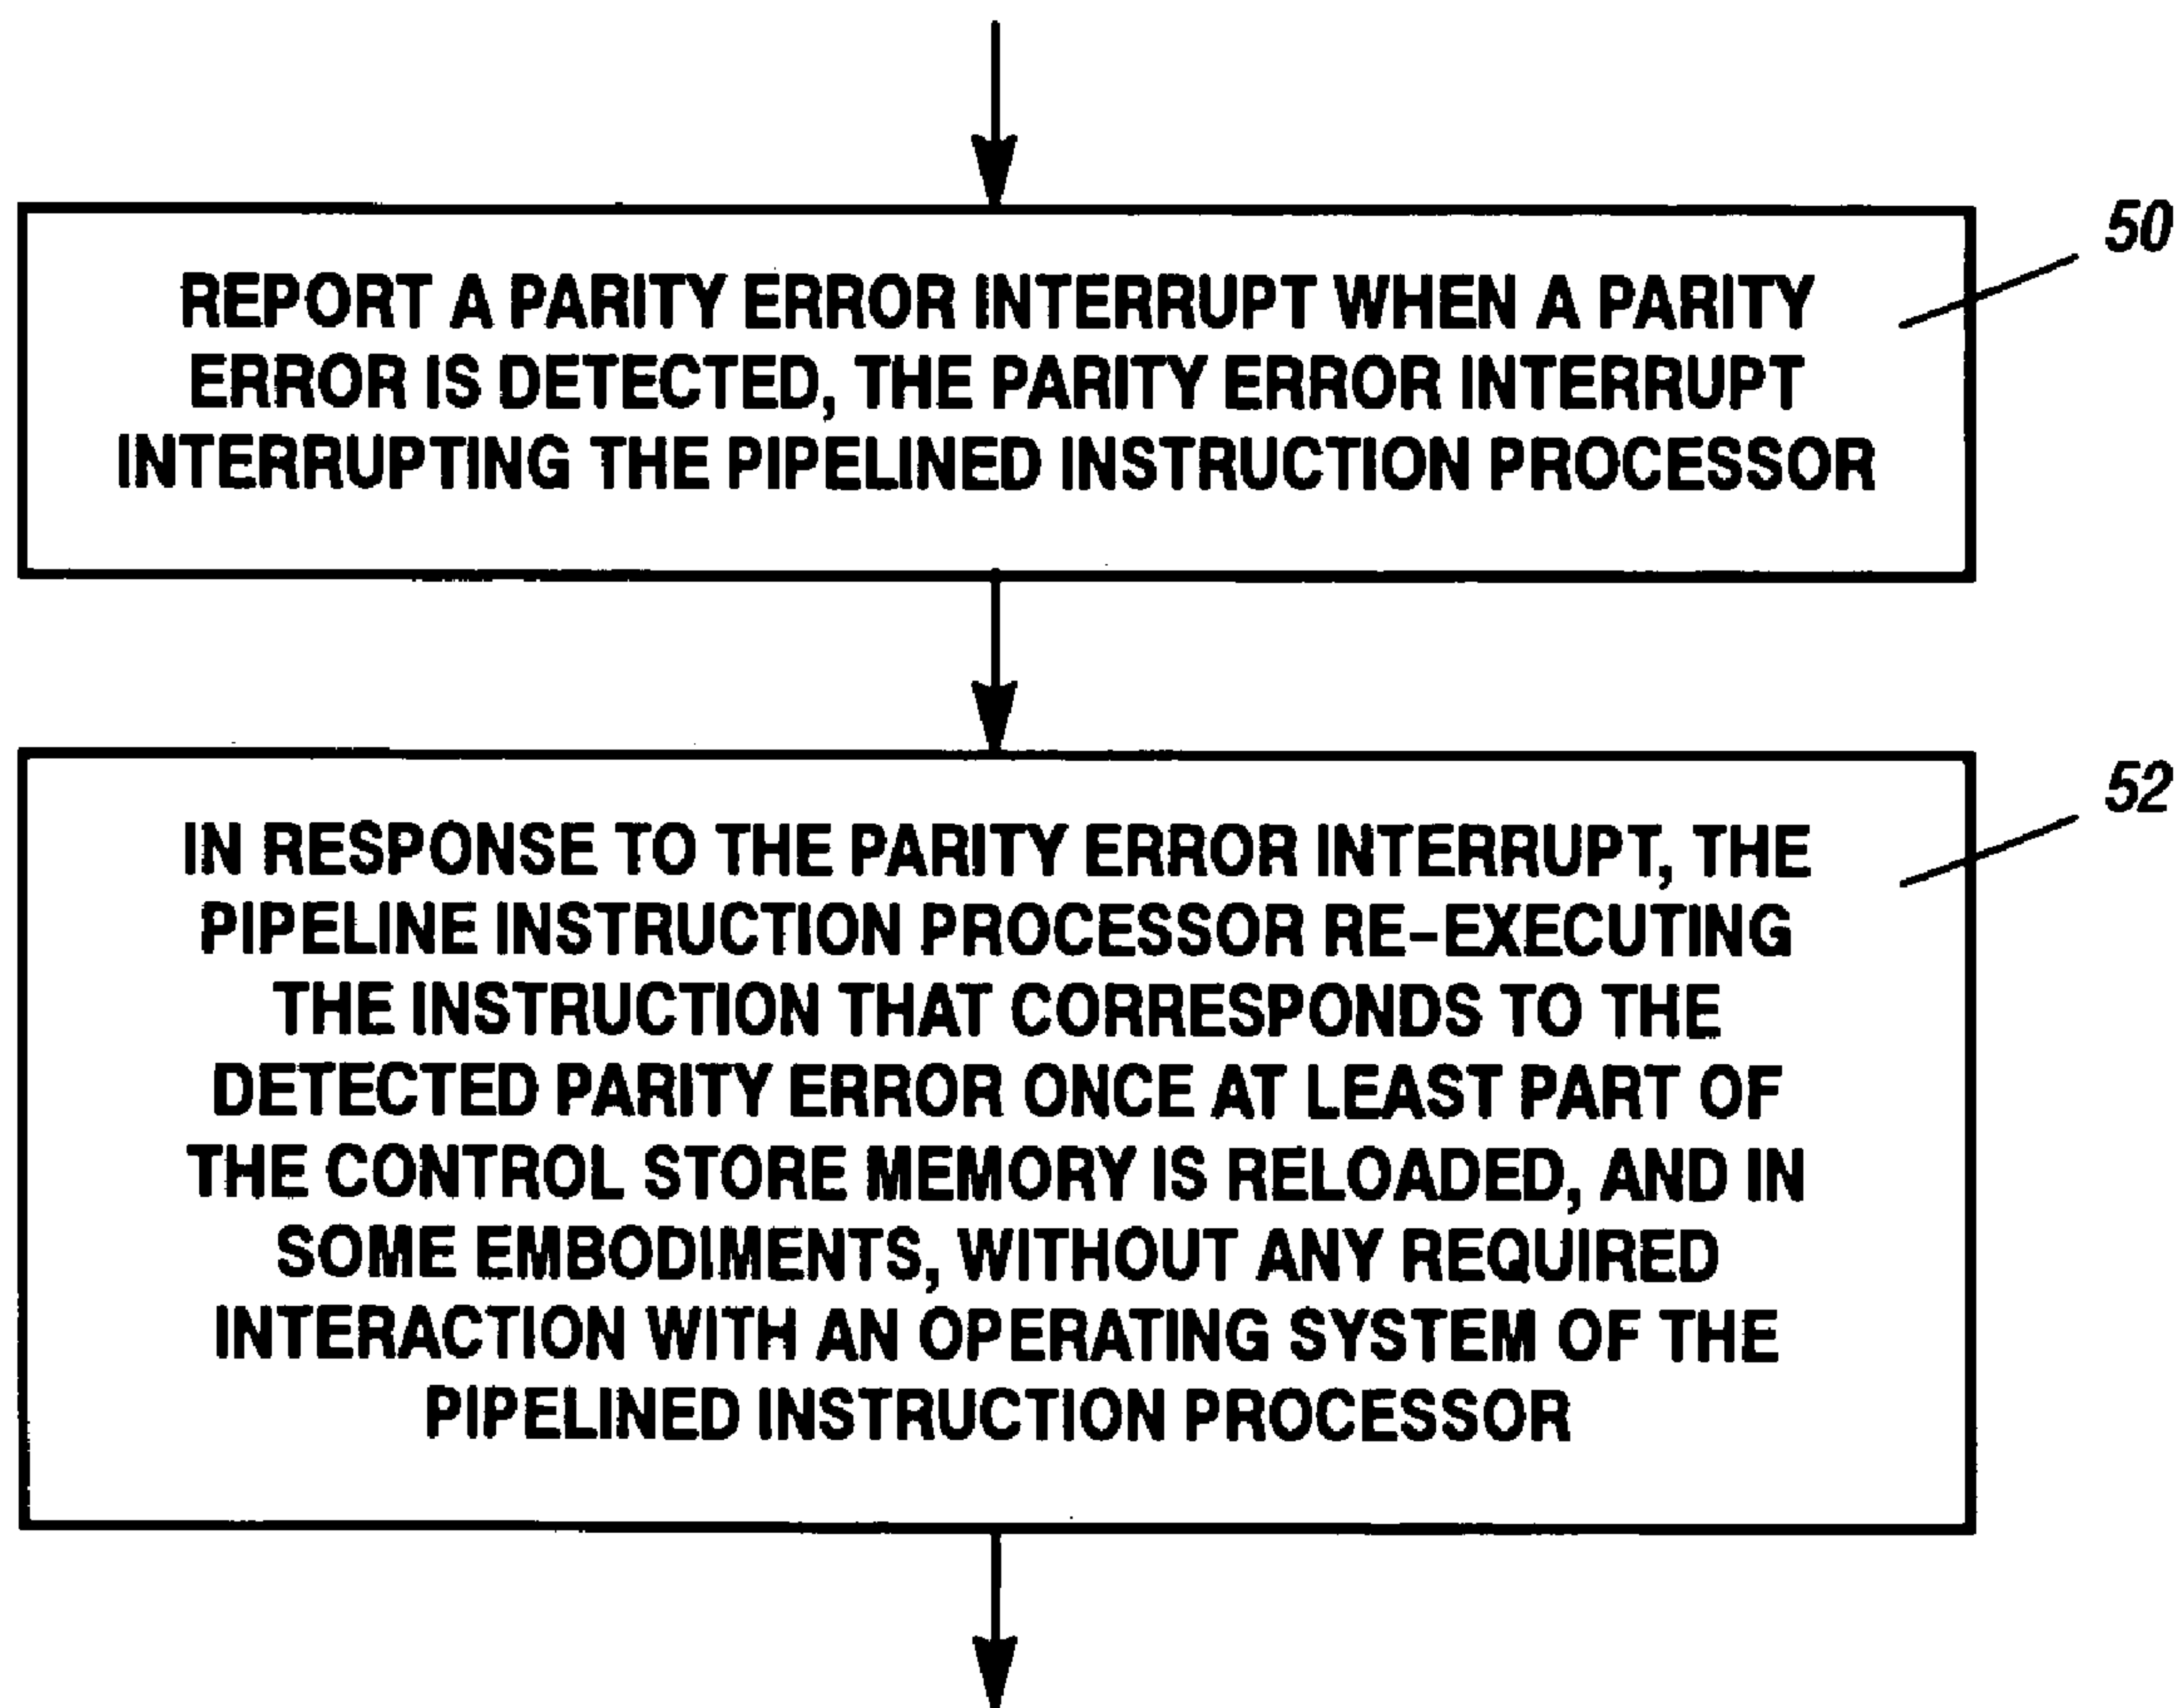 50
REPORT A PARITY ERROR INTERRUPT WHEN A PARITY
ERROR IS DETECTED, THE PARITY ERROR INTERRUPT
INTERRUPTING THE PIPELINED INSTRUCTION PROCESSOR
52
IN RESPONSE TO THE PARITY ERROR INTERRUPT, THE
PIPELINE INSTRUCTION PROCESSOR RE-EXECUTING
THE INSTRUCTION THAT CORRESPONDS TO THE
DETECTED PARITY ERROR ONCE AT LEAST PART OF
THE CONTROL STORE MEMORY IS RELOADED, AND IN
SOME EMBODIMENTS, WITHOUT ANY REQUIRED
INTERACTION WITH AN OPERATING SYSTEM OF THE
PIPELINED INSTRUCTION PROCESSOR